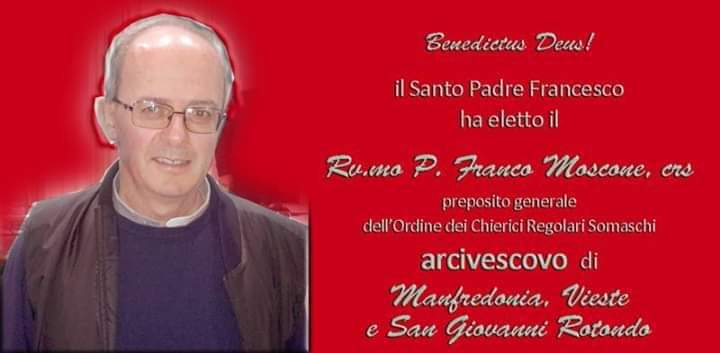 Benedictus Deus!
il Santo Padre Francesco
ha eletto il
Rv.mo P. Franco Moscone, crs
preposito generale
dell'Ordine dei Chierici Regolari Somaschi
arcivescovo di
Manfredonia, Vieste
e San Giovanni Rotondo